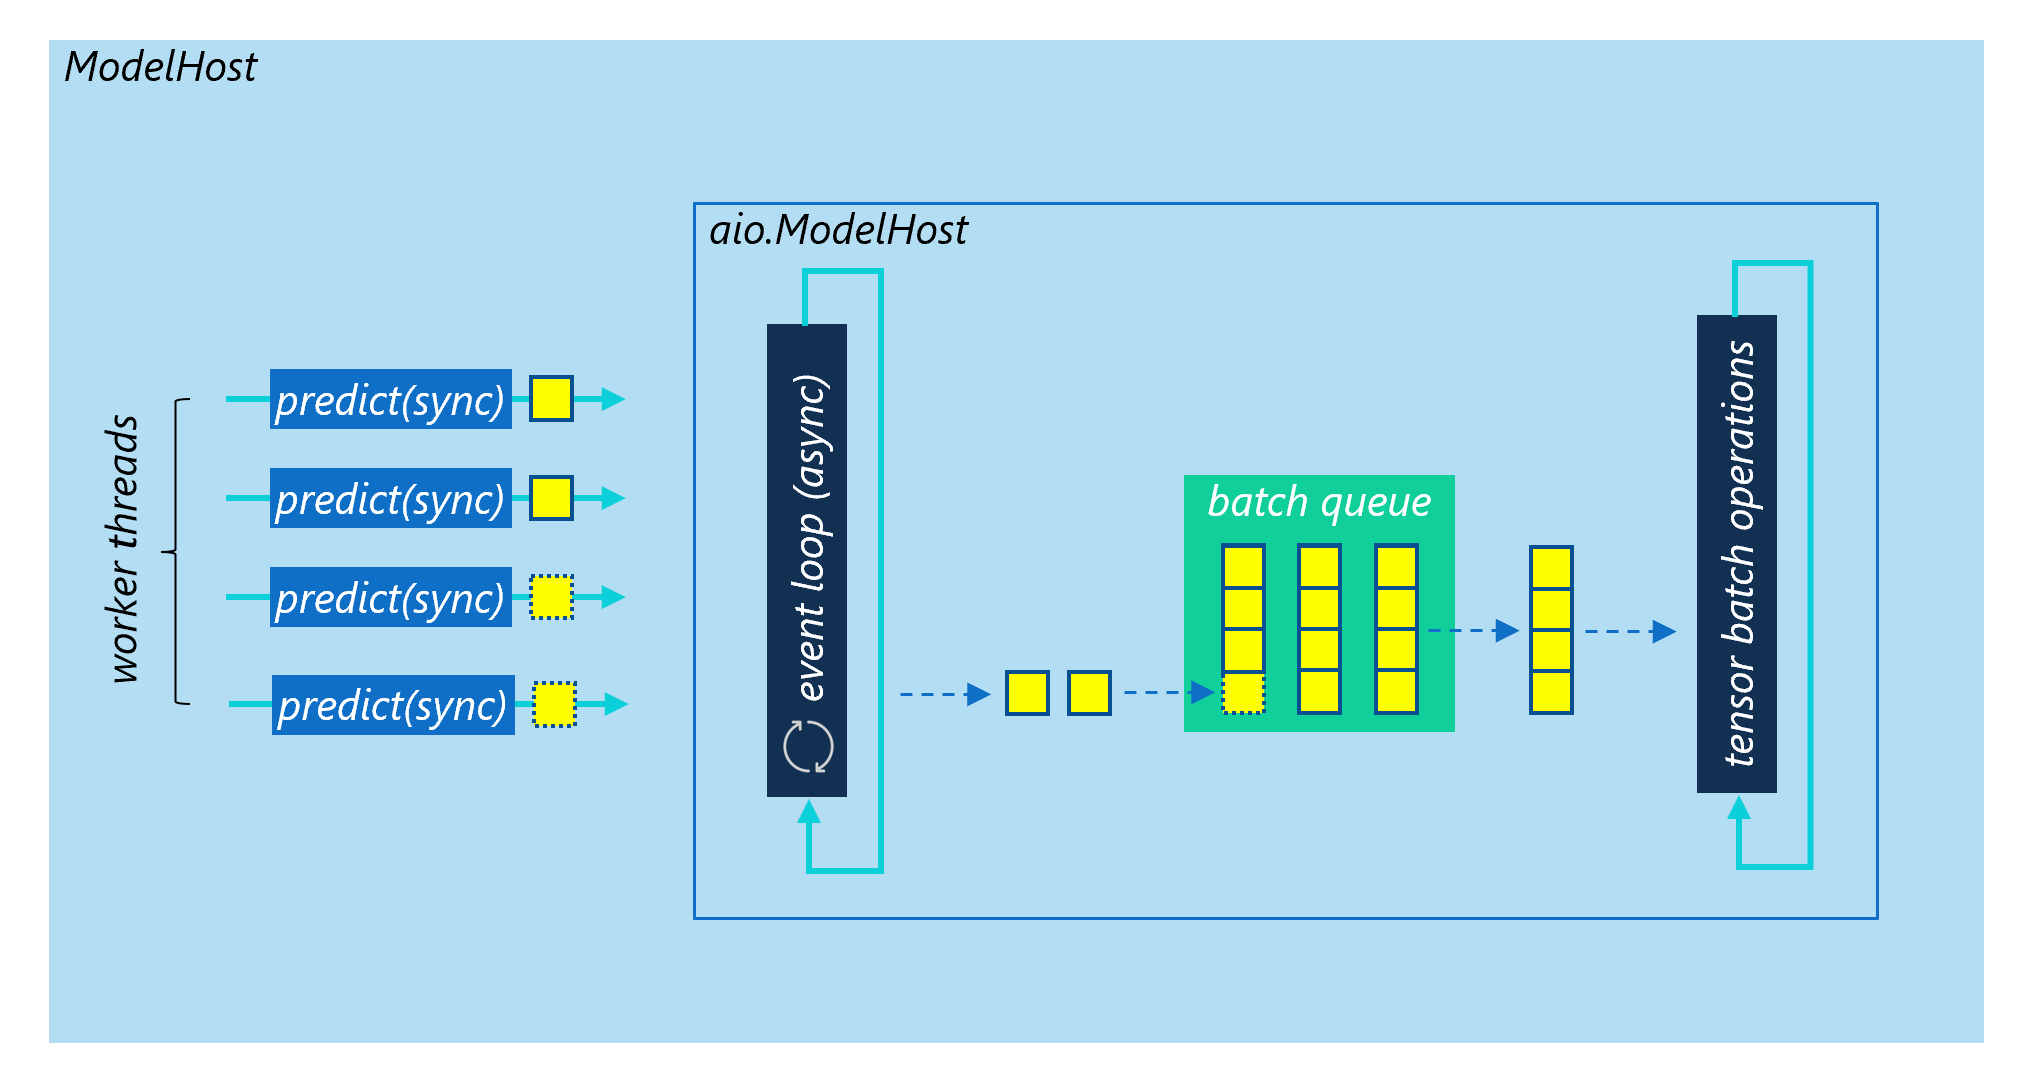 ModelHost
aio.ModelHost
worker threads
predict(sync)
predict(sync)
predict(sync)
predict(sync)
event loop (async)
batch queue
tensor batch operations